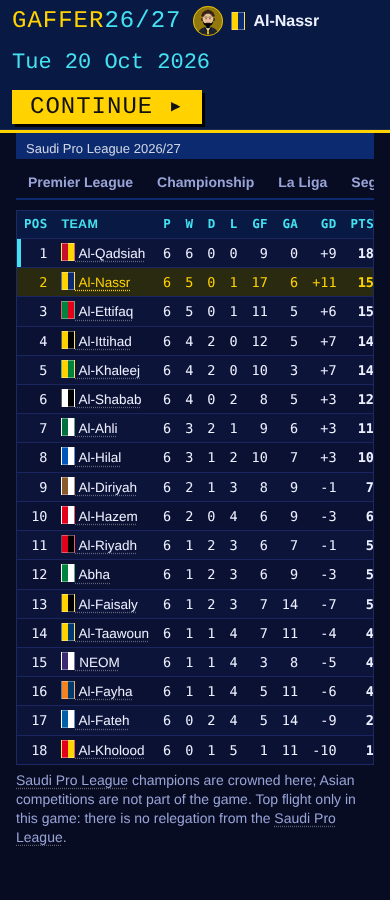 GAFFER26/27 Al-Nassr
Tue 20 Oct 2026
CONTINUE ▸
Saudi Pro League 2026/27
Premier League Championship La Liga Seg
POS TEAM P W D L GF GA GD PTS
1 Al-Qadsiah 6 6 0 0 9 0 +9 18
2 Al-Nassr 6 5 0 1 17 6 +11 15
3 Al-Ettifaq 6 5 0 1 11 5 +6 15
4 Al-Ittihad 6 4 2 0 12 5 +7 14
5 Al-Khaleej 6 4 2 0 10 3 +7 14
6 Al-Shabab 6 4 0 2 8 5 +3 12
7 Al-Ahli 6 3 2 1 9 6 +3 11
8 Al-Hilal 6 3 1 2 10 7 +3 10
9 Al-Diriyah 6 2 1 3 8 9 -1 7
10 Al-Hazem 6 2 0 4 6 9 -3 6
11 Al-Riyadh 6 1 2 3 6 7 -1 5
12 Abha 6 1 2 3 6 9 -3 5
13 Al-Faisaly 6 1 2 3 7 14 -7 5
14 Al-Taawoun 6 1 1 4 7 11 -4 4
15 NEOM 6 1 1 4 3 8 -5 4
16 Al-Fayha 6 1 1 4 5 11 -6 4
17 Al-Fateh 6 0 2 4 5 14 -9 2
18 Al-Kholood 6 0 1 5 1 11 -10 1
Saudi Pro League champions are crowned here; Asian
competitions are not part of the game. Top flight only in
this game: there is no relegation from the Saudi Pro
League.